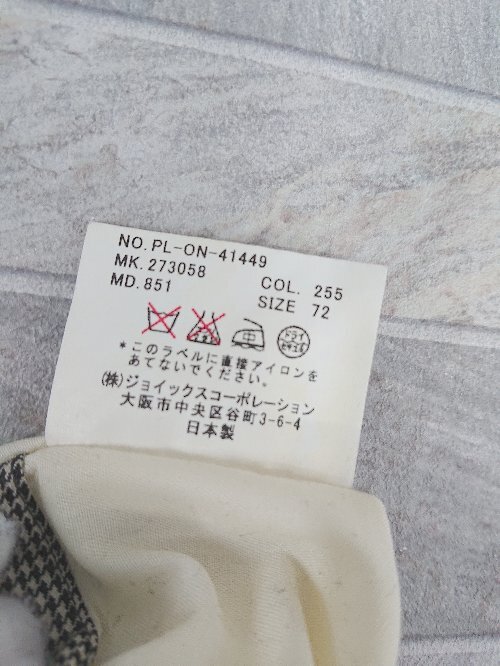 NO.PL-ON-41449
MK.273058 COL. 255
MD.851 SIZE 72
中
ドライ
*このラベルに直接アイロンを
あてないでください。
(株)ジョイックスコーポレーション
大阪市中央区谷町3-6-4
日本製